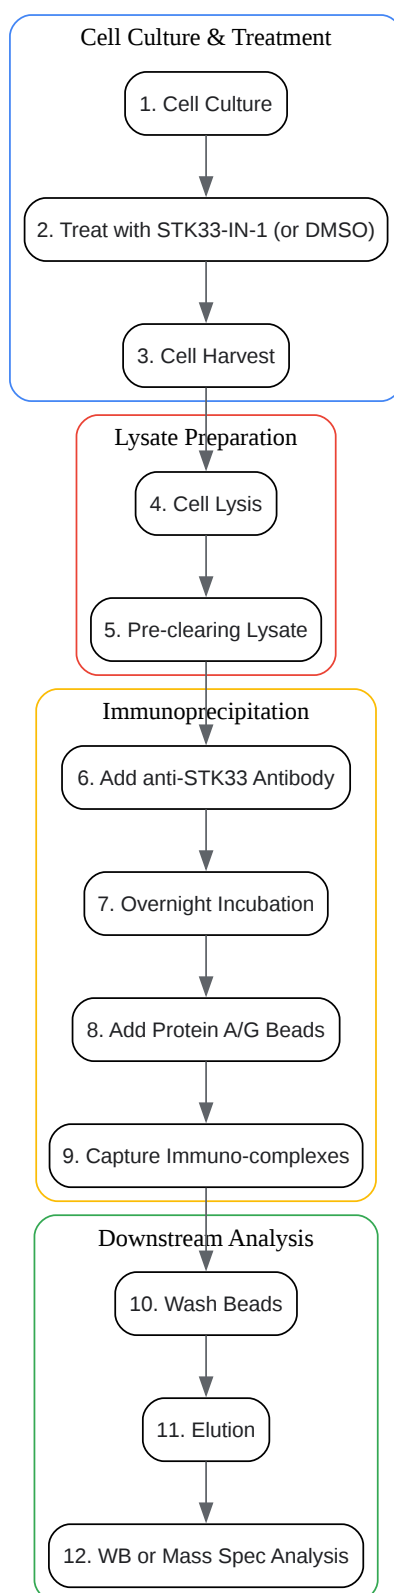 Cell Culture & Treatment
1. Cell Culture
2. Treat with STK33-IN-1 (or DMSO)
3. Cell Harvest
Lysate Preparation
4. Cell Lysis
5. Pre-clearing Lysate
Immunoprecipitation
6. Add anti-STK33 Antibody
7. Overnight Incubation
8. Add Protein A/G Beads
9. Capture Immuno-complexes
Downstream Analysis
10. Wash Beads
11. Elution
12. WB or Mass Spec Analysis